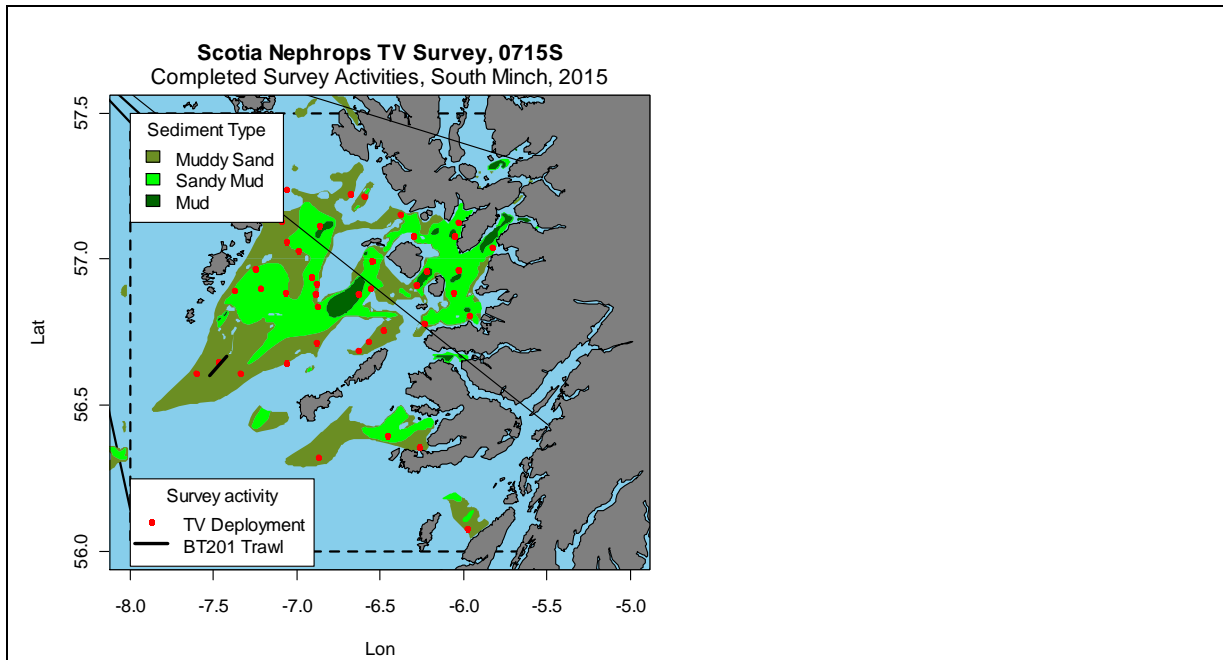 Scotia Nephrops TV Survey, 0715S
Completed Survey Activities, South Minch, 2015
57.5
57.0
56.5
56.0
Lat
Sediment Type
Muddy Sand
Sandy Mud
Mud
Survey activity
TV Deployment
BT201 Trawl
-8.0 -7.5 -7.0 -6.5 -6.0 -5.5 -5.0
Lon